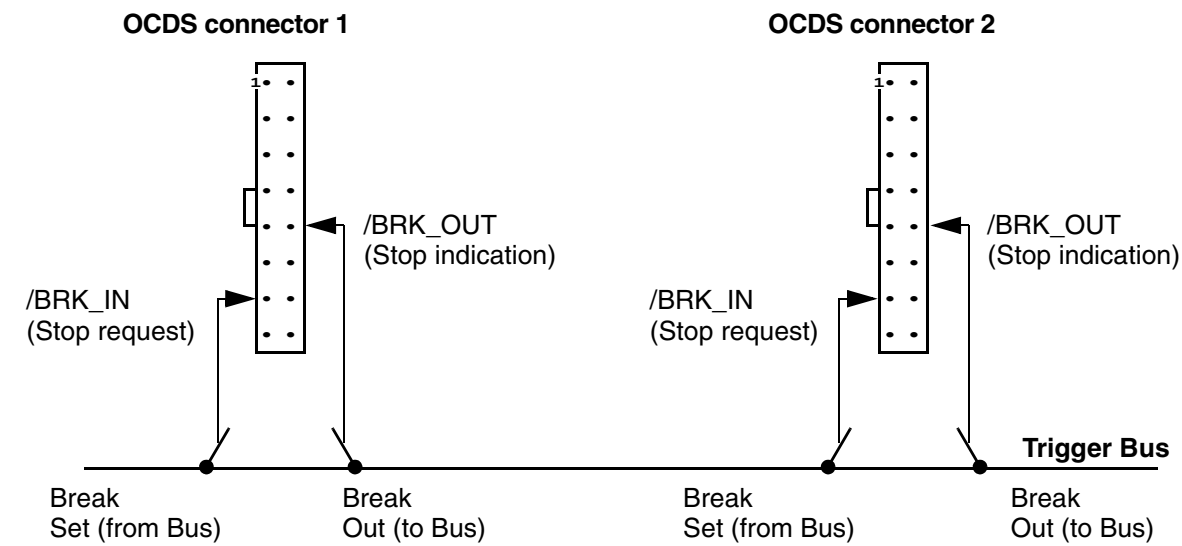 OCDS connector 1
OCDS connector 2
1
1
/BRK_OUT
(Stop indication)
/BRK_OUT
(Stop indication)
/BRK_IN
(Stop request)
/BRK_IN
(Stop request)
Trigger Bus
Break
Set (from Bus)
Break
Out (to Bus)
Break
Set (from Bus)
Break
Out (to Bus)